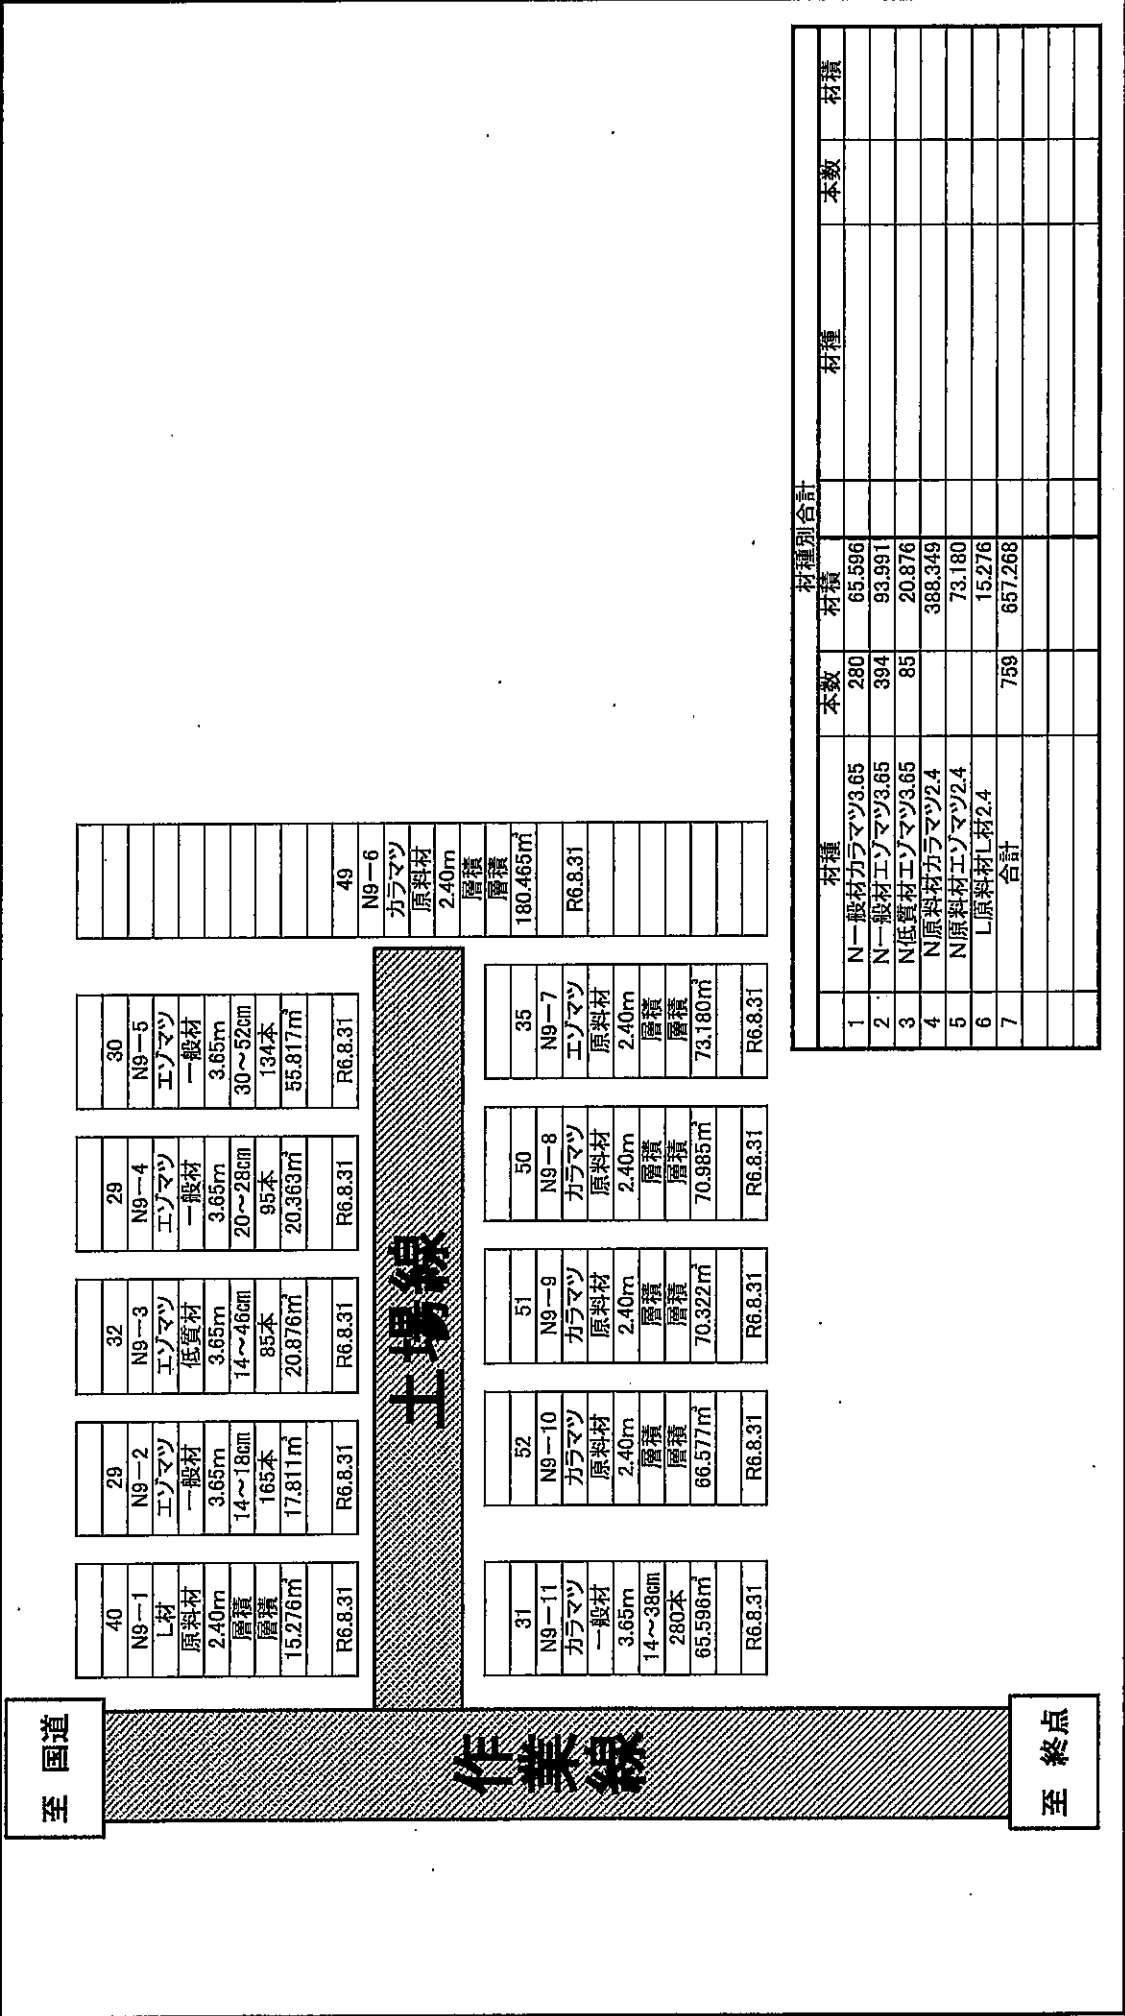 至 国道
作業線
至 終点
土場線
40
N9－1
L材
原料材
2.40m
層積
層積
15.276㎥
R6.8.31
29
N9－2
エゾマツ
一般材
3.65m
14～18cm
165本
17.811㎥
R6.8.31
32
N9－3
エゾマツ
低質材
3.65m
14～46cm
85本
20.876㎥
R6.8.31
29
N9－4
エゾマツ
一般材
3.65m
20～28cm
95本
20.363㎥
R6.8.31
30
N9－5
エゾマツ
一般材
3.65m
30～52cm
134本
55.817㎥
R6.8.31
49
N9－6
カラマツ
原料材
2.40m
層積
層積
180.465㎥
R6.8.31
31
N9－11
カラマツ
一般材
3.65m
14～38cm
280本
65.596㎥
R6.8.31
52
N9－10
カラマツ
原料材
2.40m
層積
層積
66.577㎥
R6.8.31
51
N9－9
カラマツ
原料材
2.40m
層積
層積
70.322㎥
R6.8.31
50
N9－8
カラマツ
原料材
2.40m
層積
層積
70.985㎥
R6.8.31
35
N9－7
エゾマツ
原料材
2.40m
層積
層積
73.180㎥
R6.8.31
材種別合計
材種 本数 材積 材種 本数 材積
1 N一般材カラマツ3.65 280 65.596
2 N一般材エゾマツ3.65 394 93.991
3 N低質材エゾマツ3.65 85 20.876
4 N原料材カラマツ2.4 388.349
5 N原料材エゾマツ2.4 73.180
6 L原料材L材2.4 15.276
7 合計 759 657.268